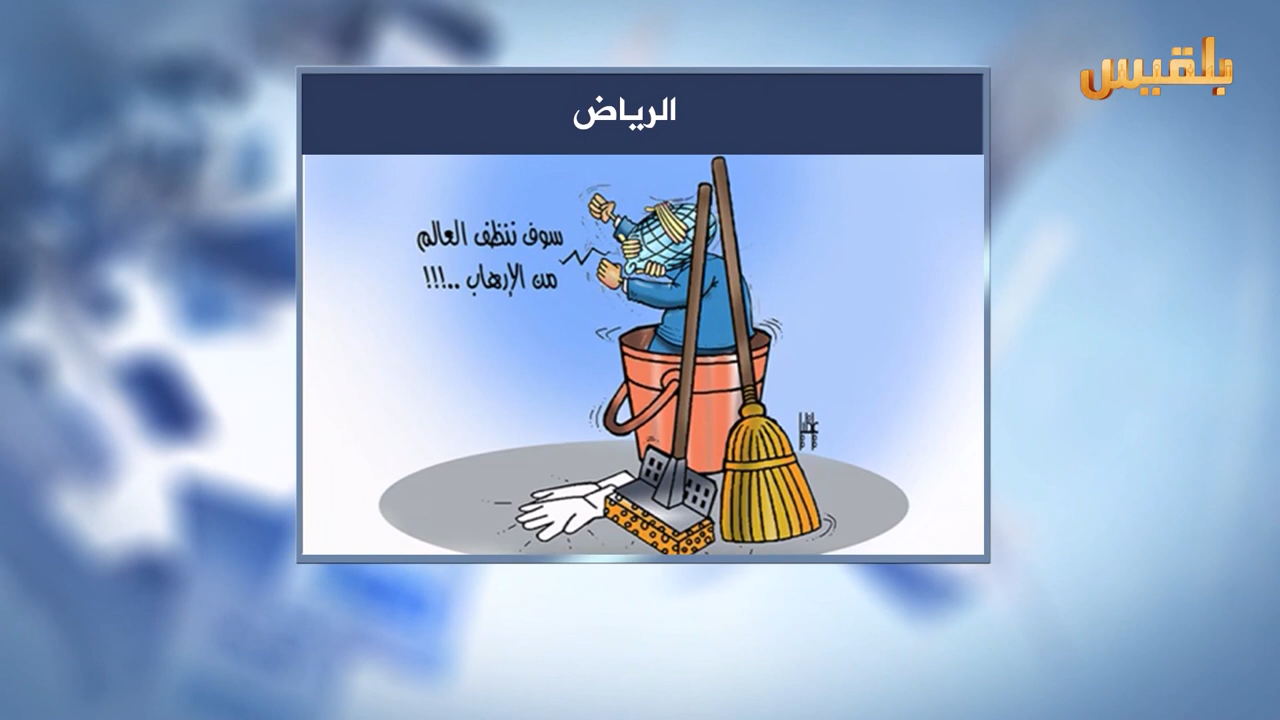 بلقيس
الرياض
سوف ننظف العالم
من الإرهاب ..!!!